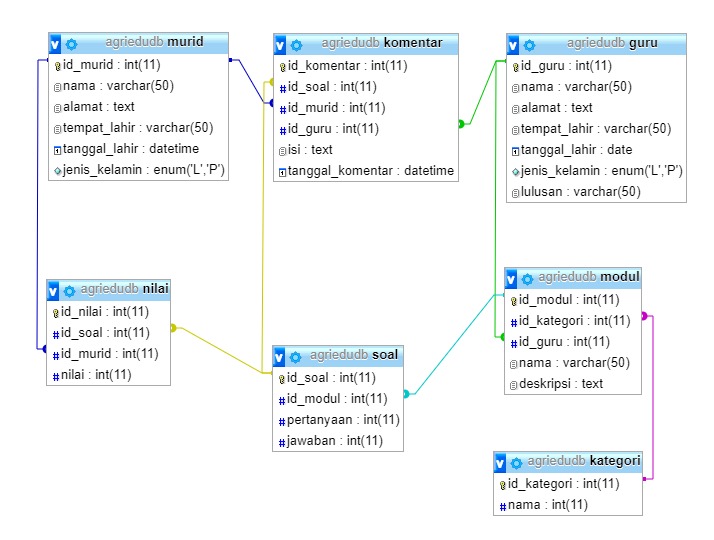 agriedudb murid
id_murid : int(11)
nama : varchar(50)
alamat : text
tempat_lahir : varchar(50)
tanggal_lahir : datetime
jenis_kelamin : enum('L','P')
agriedudb komentar
id_komentar : int(11)
id_soal : int(11)
id_murid : int(11)
id_guru : int(11)
isi : text
tanggal_komentar : datetime
agriedudb guru
id_guru : int(11)
nama : varchar(50)
alamat : text
tempat_lahir : varchar(50)
tanggal_lahir : date
jenis_kelamin : enum('L','P')
lulusan : varchar(50)
agriedudb nilai
id_nilai : int(11)
id_soal : int(11)
id_murid : int(11)
nilai : int(11)
agriedudb soal
id_soal : int(11)
id_modul : int(11)
pertanyaan : int(11)
jawaban : int(11)
agriedudb modul
id_modul : int(11)
id_kategori : int(11)
id_guru : int(11)
nama : varchar(50)
deskripsi : text
agriedudb kategori
id_kategori : int(11)
nama : int(11)